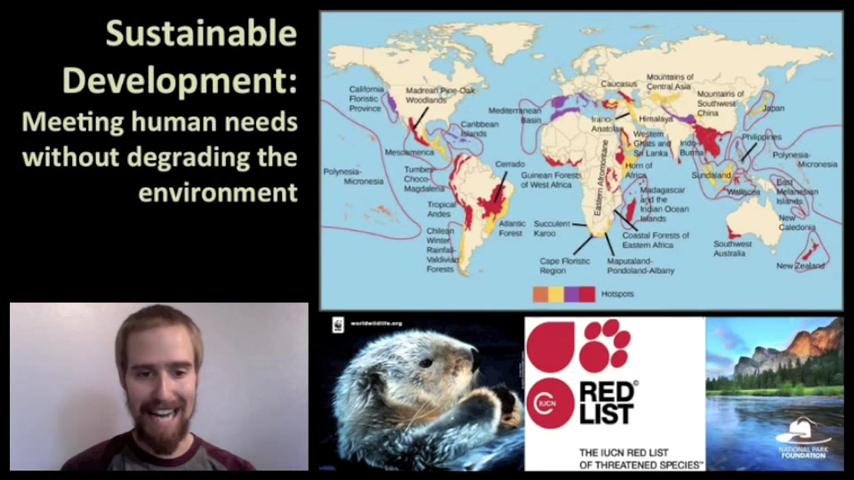 Sustainable
Development:
Meeting human needs
without degrading the
environment
California
Floristic
Province
Madrean Pine-Oak
Woodlands
Caribbean
Islands
Mesoamerica
Polynesia-
Micronesia
Tumbes-
Choco-
Magdalena
Cerrado
Tropical
Andes
Atlantic
Forest
Chilean
Winter
Rainfall-
Valdivian
Forests
Mediterranean
Basin
Caucasus
Mountains of
Central Asia
Mountains of
Southwest
China
Japan
Irano-
Anatolian
Himalaya
Western
Ghats and
Sri Lanka
Indo-
Burma
Philippines
Polynesia-
Micronesia
Guinean Forests
of West Africa
Eastern Afromontane
Horn of
Africa
Sundaland
Wallacea
East
Melanesian
Islands
Madagascar
and the
Indian Ocean
Islands
Succulent
Karoo
Coastal Forests of
Eastern Africa
New
Caledonia
Southwest
Australia
Cape Floristic
Region
Maputaland-
Pondoland-Albany
New Zealand
Hotspots
WWF
worldwildlife.org
IUCN
RED
LIST
THE IUCN RED LIST
OF THREATENED SPECIES™
NATIONAL PARK
FOUNDATION